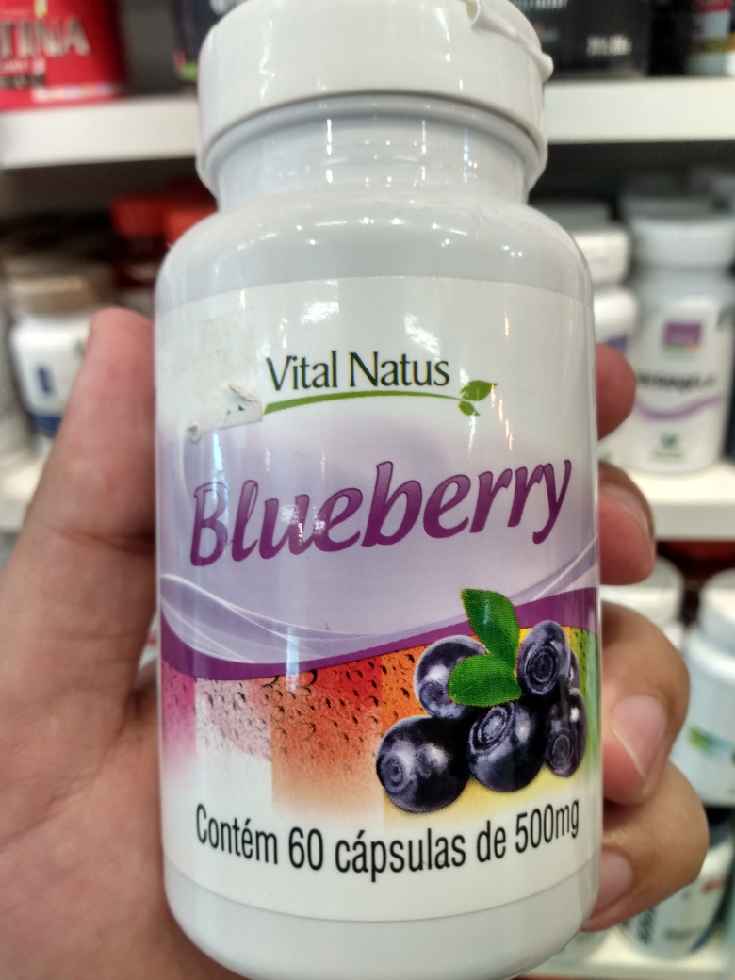 Vital Natus
Blueberry
Contém 60 cápsulas de 500mg